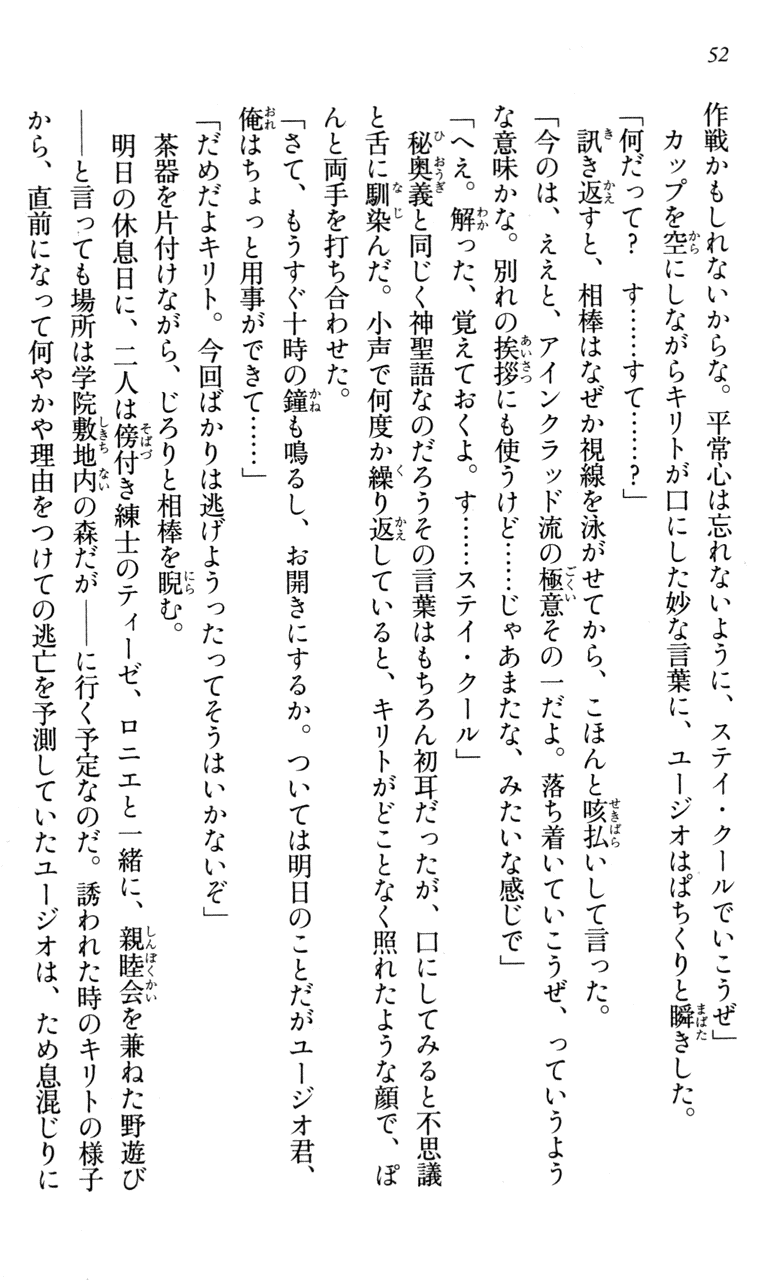 52
作戦かもしれないからな。平常心は忘れないように、ステイ・クールでいこうぜ」
カップを空にしながらキリトが口にした妙な言葉に、ユージオはぱちくりと瞬きした。
「何だって？　す……すて……？」
訊き返すと、相棒はなぜか視線を泳がせてから、こほんと咳払いして言った。
「今のは、ええと、アインクラッド流の極意その一だよ。落ち着いていこうぜ、っていうよう
な意味かな。別れの挨拶にも使うけど……じゃあまたな、みたいな感じで」
「へえ。解った、覚えておくよ。す……ステイ・クール」
秘奥義と同じく神聖語なのだろうその言葉はもちろん初耳だったが、口にしてみると不思議
と舌に馴染んだ。小声で何度か繰り返しているると、キリトがどことなく照れたような顔で、ぽ
んと両手を打ち合わせた。
「さて、もうすぐ十時の鐘も鳴るし、お開きにするか。ついては明日のことだがユージオ君、
俺はちょっと用事ができて……」
「だめだよキリト。今回ばかりは逃げようったってそうはいかないぞ」
茶器を片付けながら、じろりと相棒を睨む。
明日の休息日に、二人は傍付き練士のティーゼ、ロニエと一緒に、親睦会を兼ねた野遊び
――と言っても場所は学院敷地内の森だが――に行く予定なのだ。誘われた時のキリトの様子
から、直前になって何やかや理由をつけての逃亡を予測していたユージオは、ため息混じりに